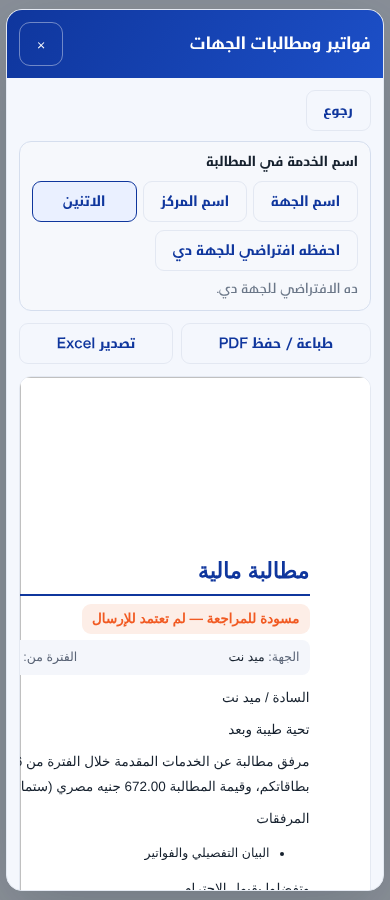 فواتير ومطالبات الجهات
×
رجوع
اسم الخدمة في المطالبة
اسم الجهة
اسم المركز
الاتنين
احفظه افتراضي للجهة دي
ده الافتراضي للجهة دي.
طباعة / حفظ PDF
تصدير Excel
مطالبة مالية
مسودة للمراجعة — لم تعتمد للإرسال
الجهة: ميد نت
الفترة من:
السادة / ميد نت
تحية طيبة وبعد
مرفق مطالبة عن الخدمات المقدمة خلال الفترة من
بطاقاتكم، وقيمة المطالبة 672.00 جنيه مصري (ستما
المرفقات
• البيان التفصيلي والفواتير
وتفضلوا بقبول الاحترام